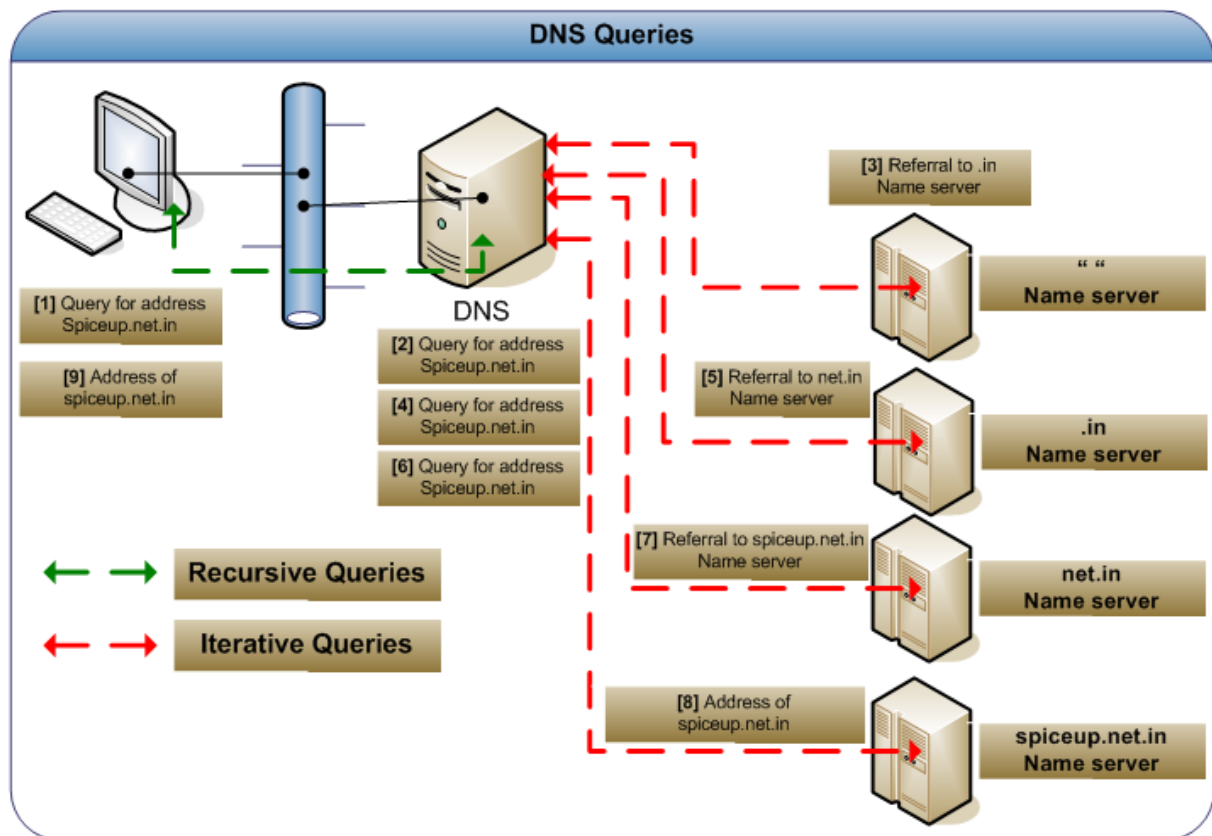 DNS Queries
[3] Referral to .in
Name server
“ “
Name server
[1] Query for address
Spiceup.net.in
DNS
[9] Address of
spiceup.net.in
[2] Query for address
Spiceup.net.in
[4] Query for address
Spiceup.net.in
[6] Query for address
Spiceup.net.in
[5] Referral to net.in
Name server
.in
Name server
[7] Referral to spiceup.net.in
Name server
net.in
Name server
Recursive Queries
Iterative Queries
[8] Address of
spiceup.net.in
spiceup.net.in
Name server